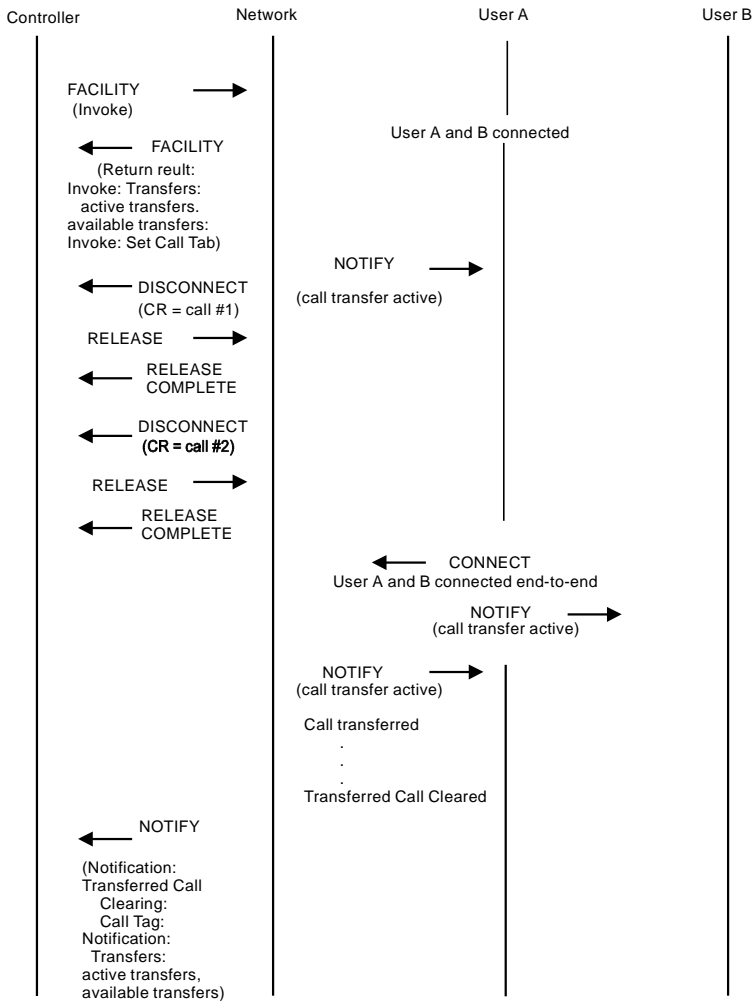 Controller
Network
User A
User B
FACILITY
(Invoke)
User A and B connected
FACILITY
(Return reult:
Invoke: Transfers:
active transfers.
available transfers:
Invoke: Set Call Tab)
NOTIFY
(call transfer active)
DISCONNECT
(CR = call #1)
RELEASE
RELEASE
COMPLETE
DISCONNECT
(CR = call #2)
RELEASE
RELEASE
COMPLETE
CONNECT
User A and B connected end-to-end
NOTIFY
(call transfer active)
NOTIFY
(call transfer active)
Call transferred
.
.
.
Transferred Call Cleared
NOTIFY
(Notification:
Transferred Call
Clearing:
Call Tag:
Notification:
Transfers:
active transfers,
available transfers)